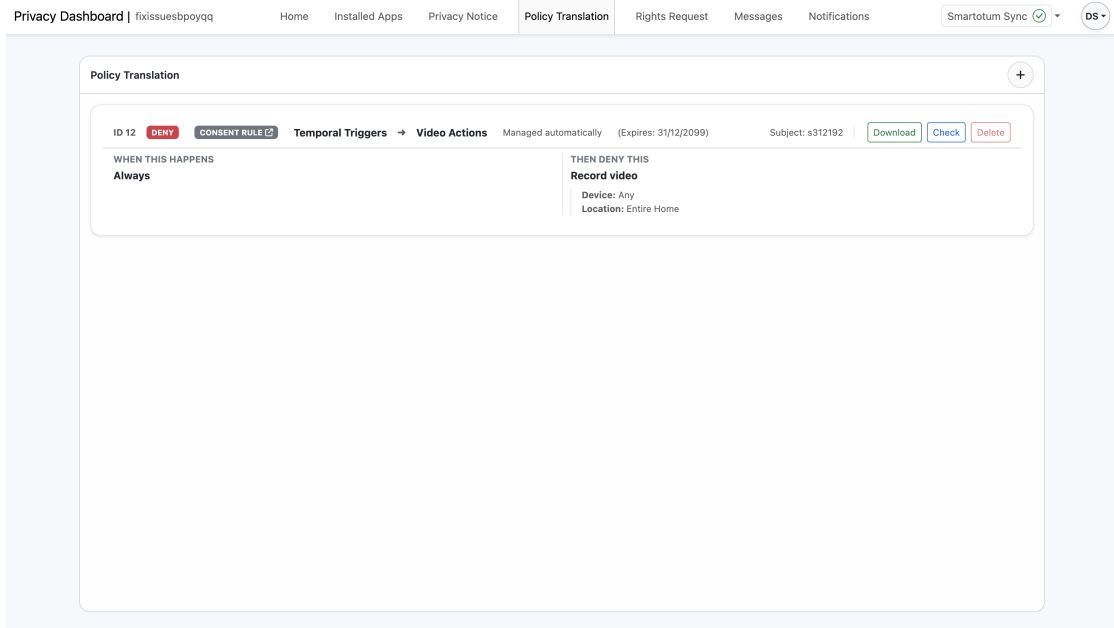 Privacy Dashboard | fixissuesbpoyqq Home Installed Apps Privacy Notice Policy Translation Rights Request Messages Notifications Smartotum Sync DS
Policy Translation +
ID 12 DENY CONSENT RULE Temporal Triggers → Video Actions Managed automatically (Expires: 31/12/2099) Subject: s312192 Download Check Delete
WHEN THIS HAPPENS THEN DENY THIS
Always Record video
Device: Any
Location: Entire Home